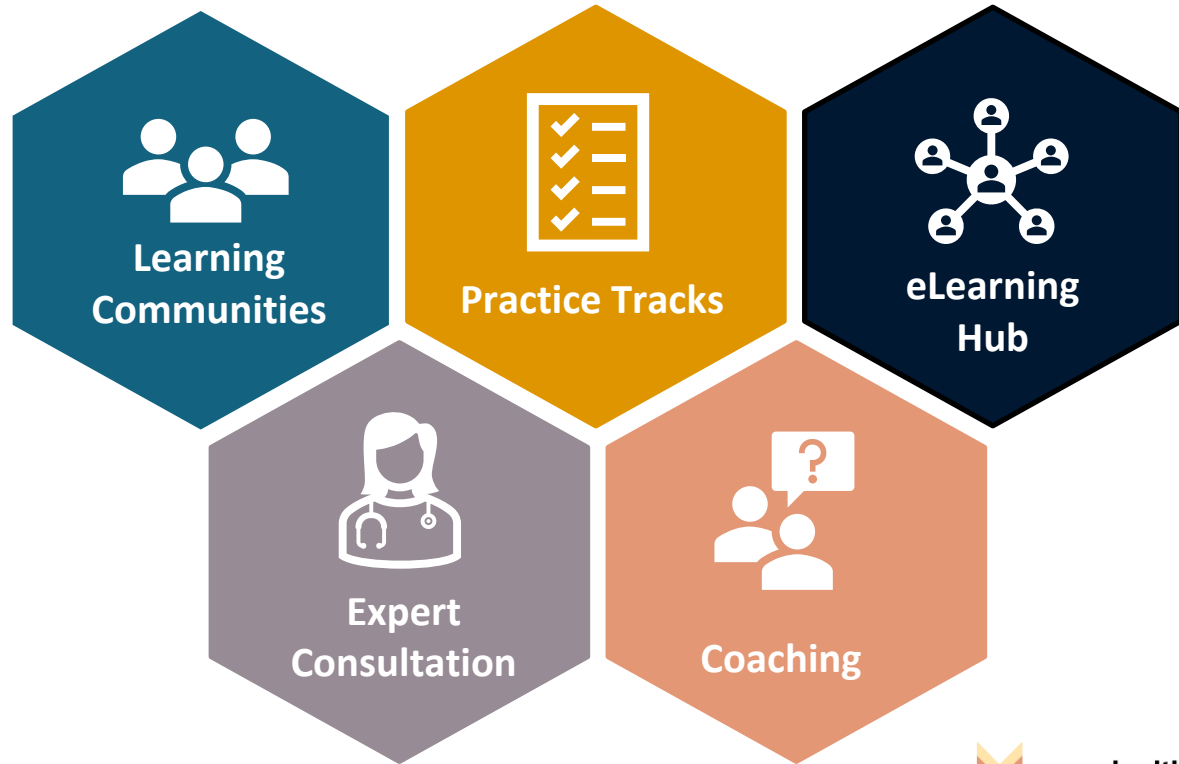 Learning
Communities
Practice Tracks
eLearning
Hub
?
Expert
Consultation
Coaching